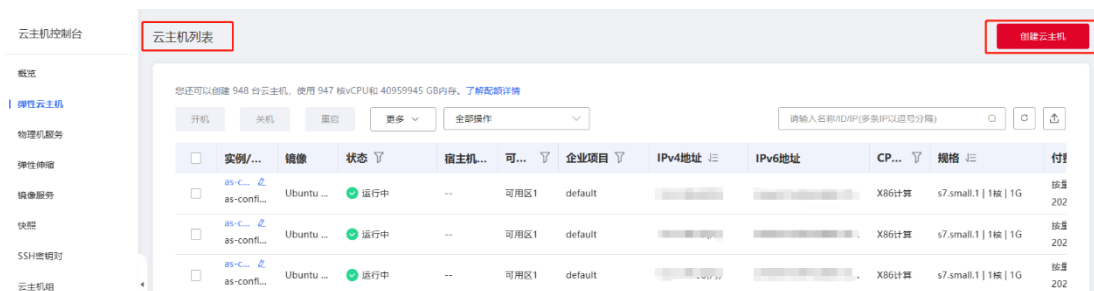 云主机控制台
云主机列表
创建云主机
概览
弹性云主机
物理机服务
弹性伸缩
镜像服务
快照
SSH密钥对
云主机组
您还可以创建 948 台云主机，使用 947 核vCPU和 40959945 GB内存。了解配额详情
开机 关机 重启 更多 全部操作 请输入名称/ID/IP(多条IP以逗号分隔)
实例/... 镜像 状态 宿主机... 可... 企业项目 IPv4地址 IPv6地址 CP... 规格 付
as-c...
as-confi... Ubuntu ... 运行中 -- 可用区1 default X86计算 s7.small.1 | 1核 | 1G 按量
202
as-c...
as-confi... Ubuntu ... 运行中 -- 可用区1 default X86计算 s7.small.1 | 1核 | 1G 按量
202
as-c...
as-confi... Ubuntu ... 运行中 -- 可用区1 default X86计算 s7.small.1 | 1核 | 1G 按量
202